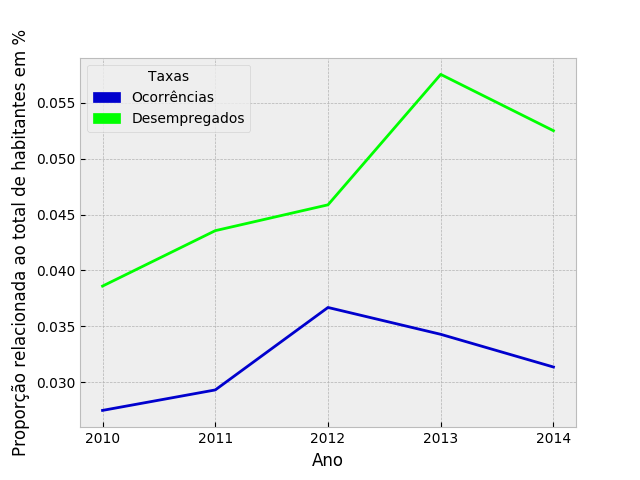 Proporção relacionada ao total de habitantes em %
Taxas
Ocorrências
Desempregados
0.055
0.050
0.045
0.040
0.035
0.030
2010 2011 2012 2013 2014
Ano